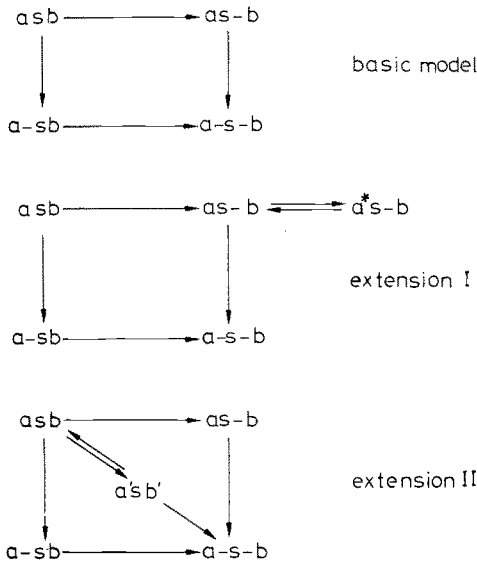 asb as-b
basic model
a-sb a-s-b
asb as-b a*s-b
extension I
a-sb a-s-b
asb as-b
a'sb' extension II
a-sb a-s-b